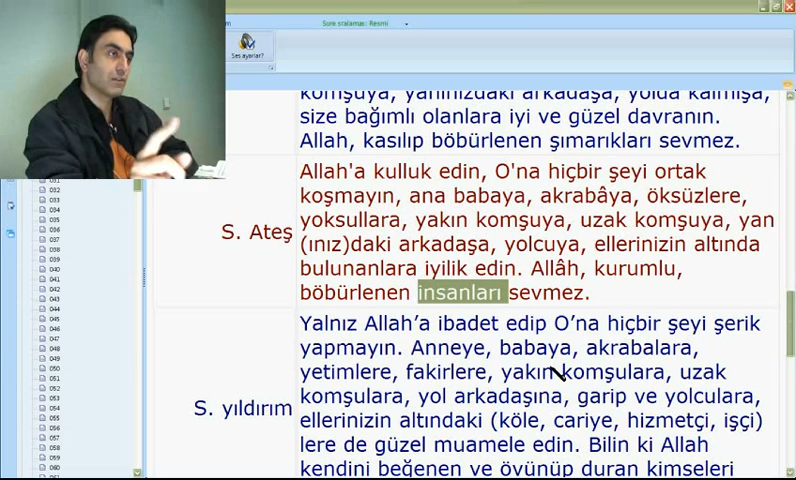 Sure sıralaması: Resmi
Ses ayarları?
komşuya, yanınızdaki arkadaşa, yolda kalmışa,
size bağımlı olanlara iyi ve güzel davranın.
Allah, kasılıp böbürlenen şımarıkları sevmez.
S. Ateş
Allah'a kulluk edin, O'na hiçbir şeyi ortak
koşmayın, ana babaya, akrabâya, öksüzlere,
yoksullara, yakın komşuya, uzak komşuya, yan
(ınız)daki arkadaşa, yolcuya, ellerinizin altında
bulunanlara iyilik edin. Allâh, kurumlu,
böbürlenen insanları sevmez.
S. yıldırım
Yalnız Allah’a ibadet edip O’na hiçbir şeyi şerik
yapmayın. Anneye, babaya, akrabalara,
yetimlere, fakirlere, yakın komşulara, uzak
komşulara, yol arkadaşına, garip ve yolculara,
ellerinizin altındaki (köle, cariye, hizmetçi, işçi)
lere de güzel muamele edin. Bilin ki Allah
kendini beğenen ve övünüp duran kimseleri
032
033
034
035
036
037
038
039
040
041
042
043
044
045
046
047
048
049
050
051
052
053
054
055
056
057
058
059
060